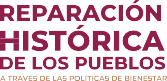 REPARACIÓN
HISTÓRICA
DE LOS PUEBLOS
A TRAVÉS DE LAS POLÍTICAS DE BIENESTAR